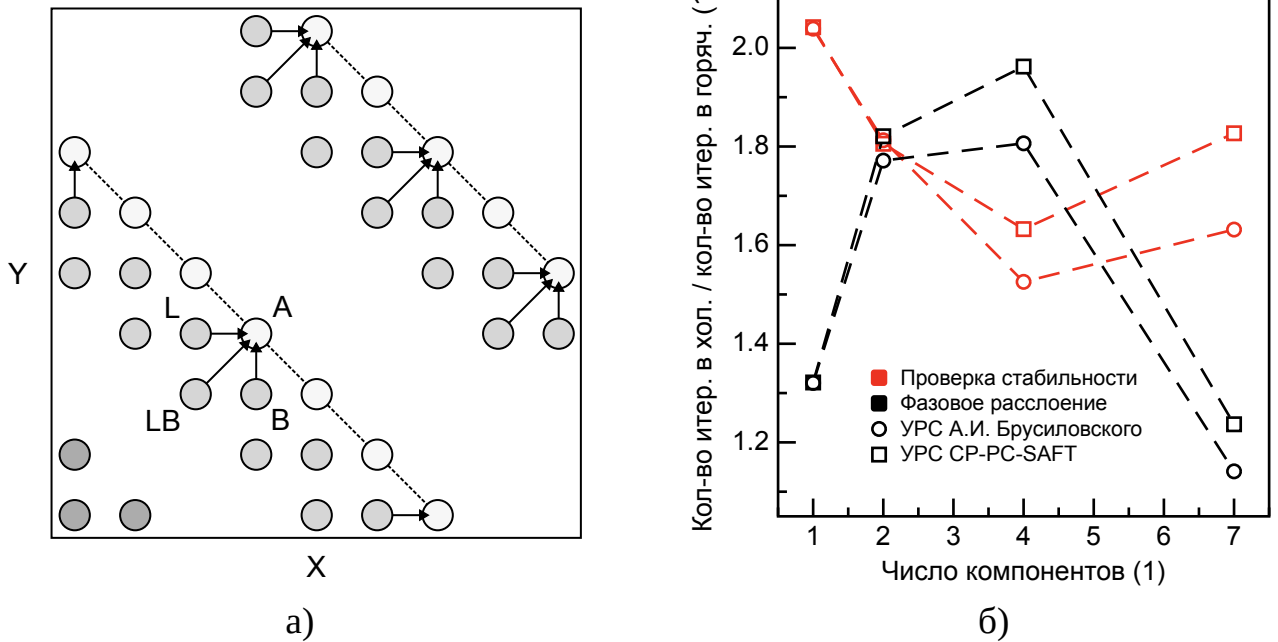 Y
X
L
A
LB
B
а)
Кол-во итер. в хол. / кол-во итер. в горяч.
2.0
1.8
1.6
1.4
1.2
Проверка стабильности
Фазовое расслоение
УРС А.И. Брусиловского
УРС CP-PC-SAFT
1 2 3 4 5 6 7
Число компонентов (1)
б)